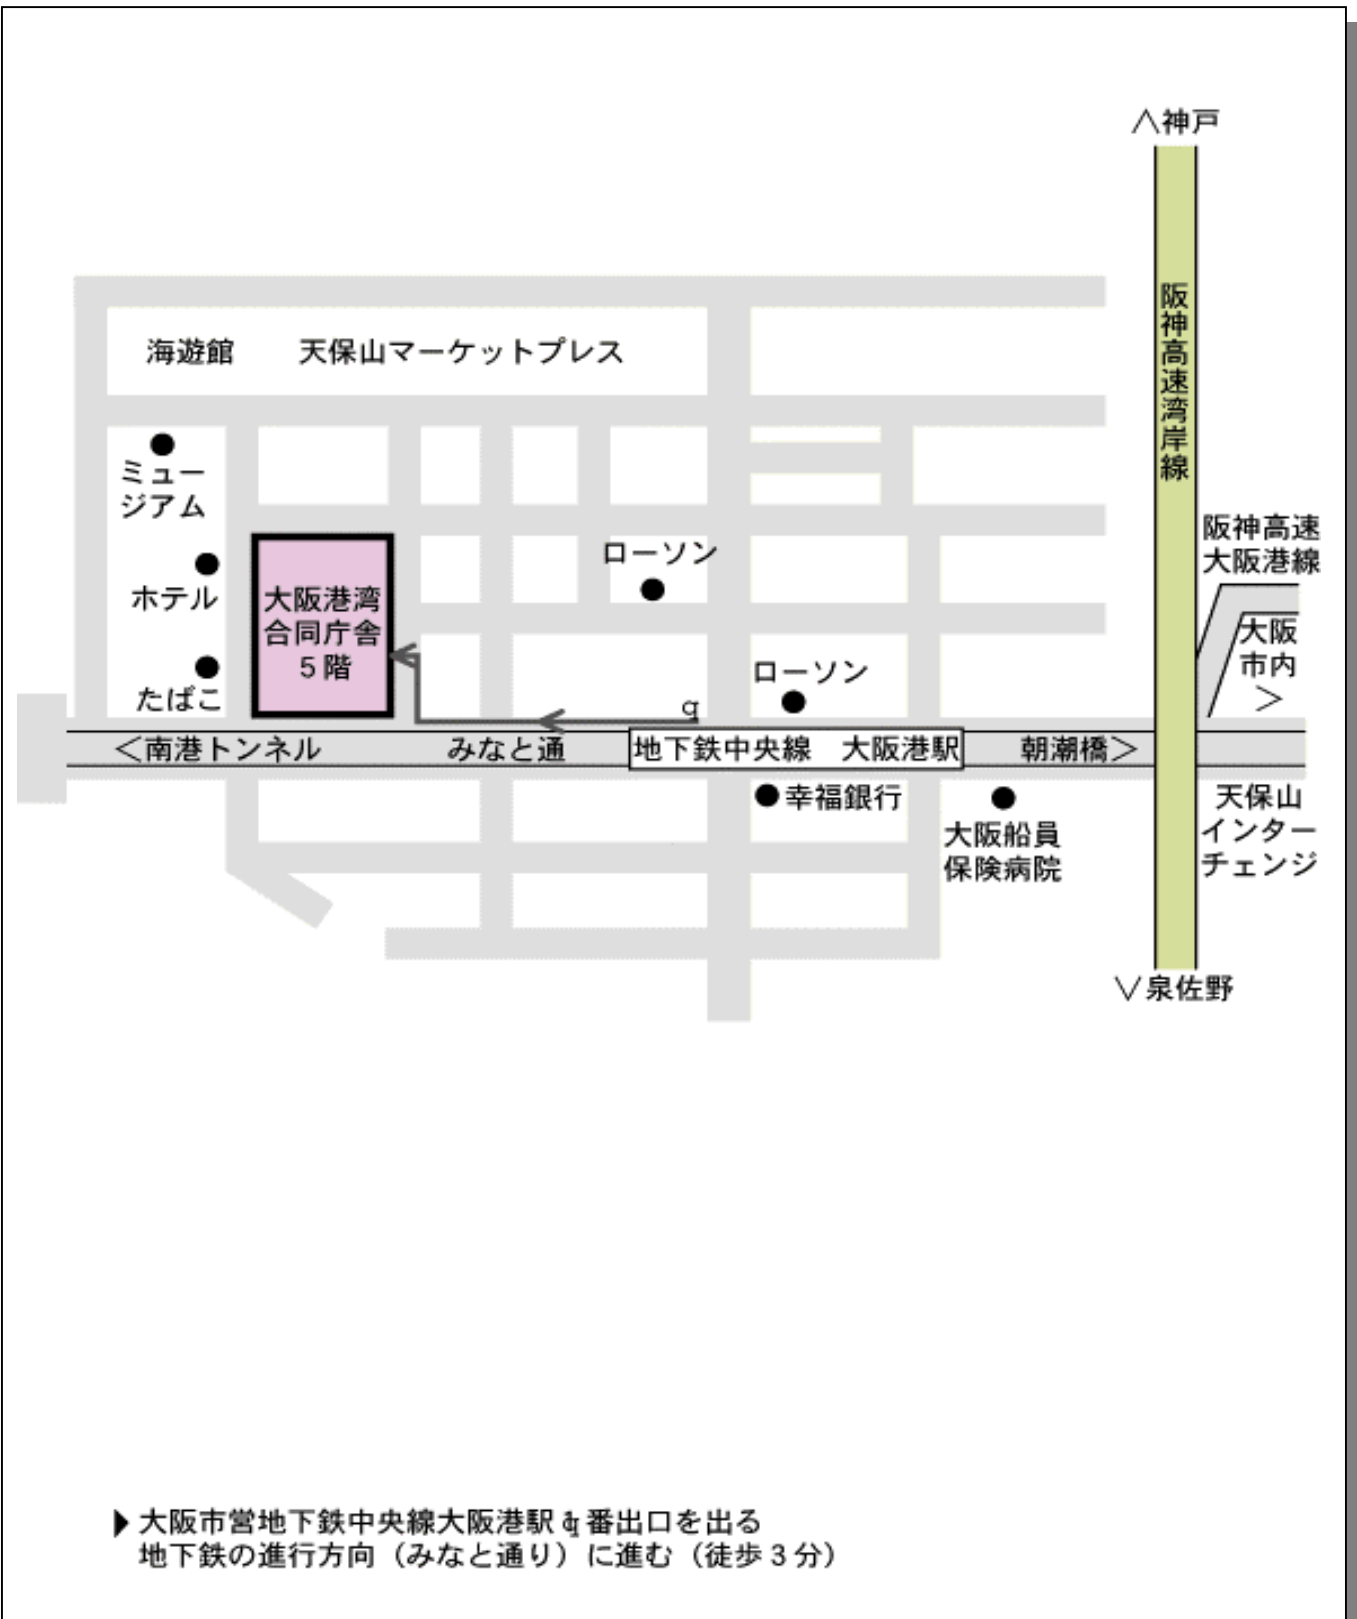 ∧神戸
阪神高速湾岸線
海遊館 天保山マーケットプレス
ミュー
ジアム
阪神高速
大阪港線
ローソン
ホテル
大阪港湾
合同庁舎
5階
大阪
市内
>
ローソン
たばこ
q
<南港トンネル
みなと通
地下鉄中央線 大阪港駅
朝潮橋>
幸福銀行
大阪船員
保険病院
天保山
インター
チェンジ
∨泉佐野
大阪市営地下鉄中央線大阪港駅q番出口を出る
地下鉄の進行方向(みなと通り)に進む(徒歩3分)